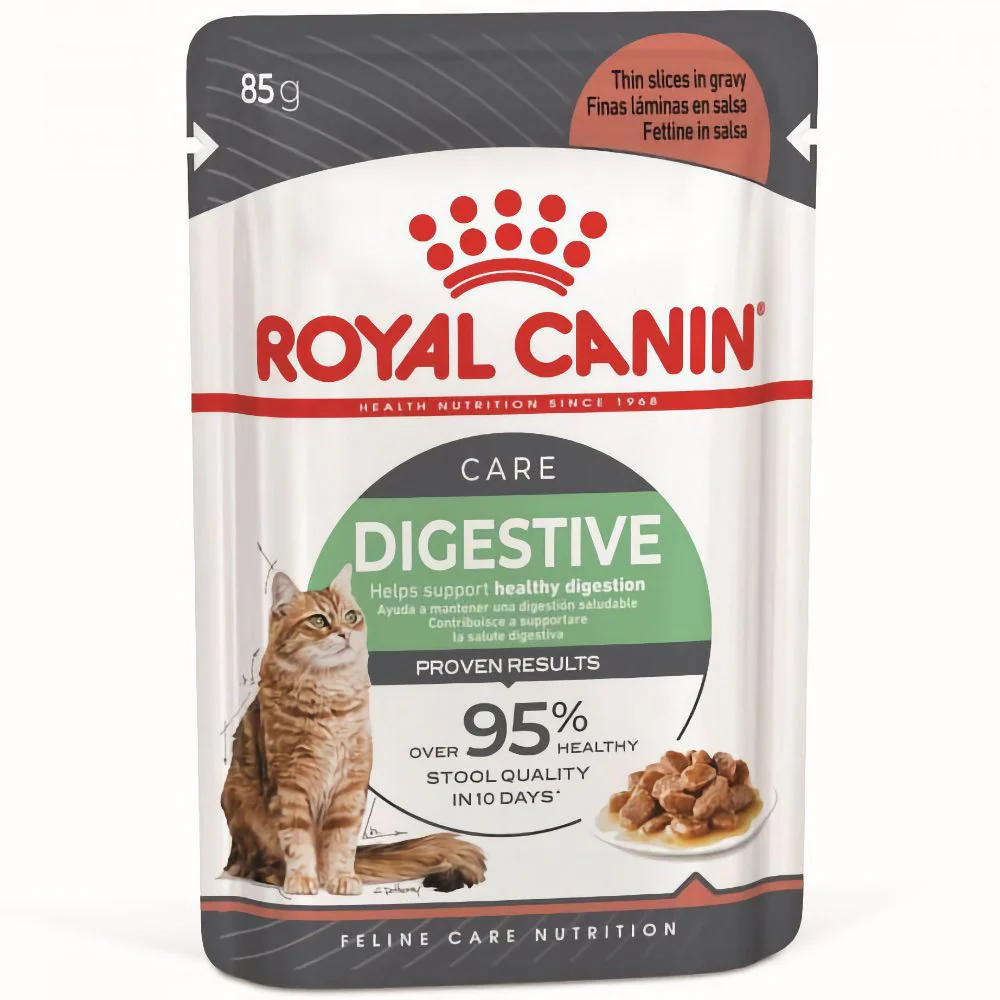 85g
Thin slices in gravy
Finas láminas en salsa
Fettine in salsa
ROYAL CANIN®
HEALTH NUTRITION SINCE 1968
CARE
DIGESTIVE
Helps support healthy digestion
Ayuda a mantener una digestión saludable
Contribuisce a supportare
la salute digestiva
PROVEN RESULTS
OVER 95% HEALTHY
STOOL QUALITY
IN 10 DAYS*
FELINE CARE NUTRITION